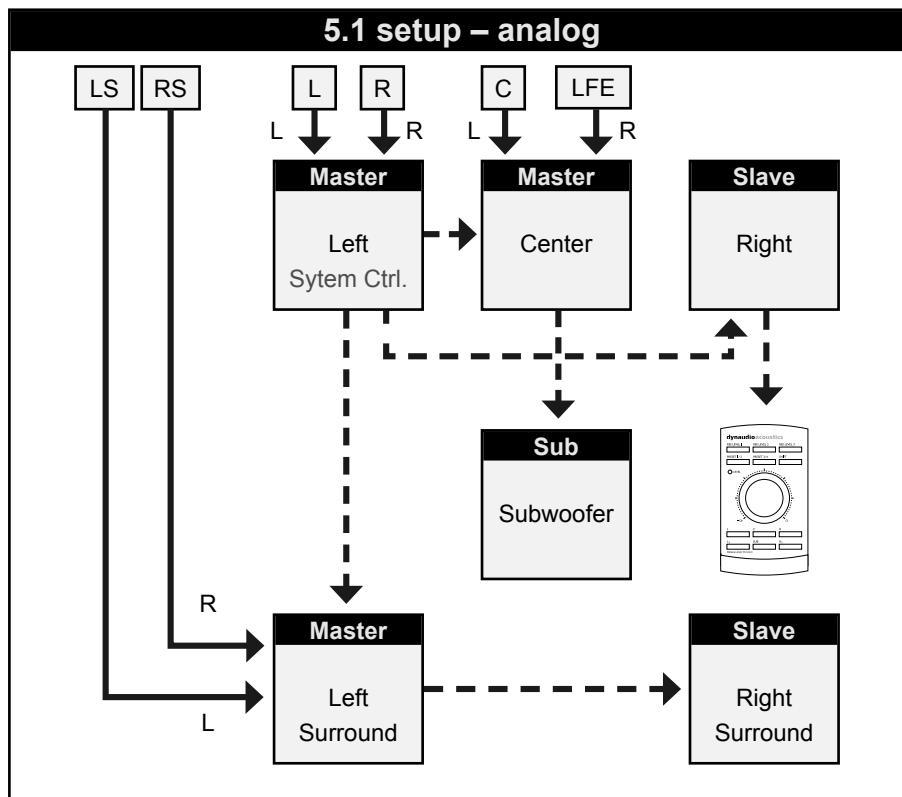 5.1 setup – analog
LS RS L R C LFE
L R L R
Master
Left
Sytem Ctrl.
Master
Center
Slave
Right
Sub
Subwoofer
dynaudioacoustics
R
L
Master
Left
Surround
Slave
Right
Surround